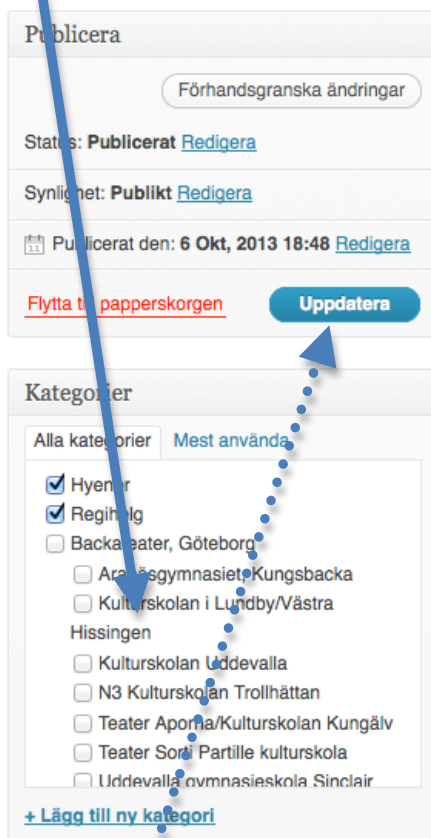 Publicera
Förhandsgranska ändringar
Status: Publicerat Redigera
Synlighet: Publikt Redigera
Publicerat den: 6 Okt, 2013 18:48 Redigera
Flytta till papperskorgen Uppdatera
Kategorier
Alla kategorier Mest använda
Hyenor
Regihelg
Backateater, Göteborg
Aranäsgymnasiet, Kungsbacka
Kulturskolan i Lundby/Västra
Hissingen
Kulturskolan Uddevalla
N3 Kulturskolan Trollhättan
Teater Aporna/Kulturskolan Kungälv
Teater Sorti Partille kulturskola
Uddevalla gymnasieskola Sinclair
+ Lägg till ny kategori